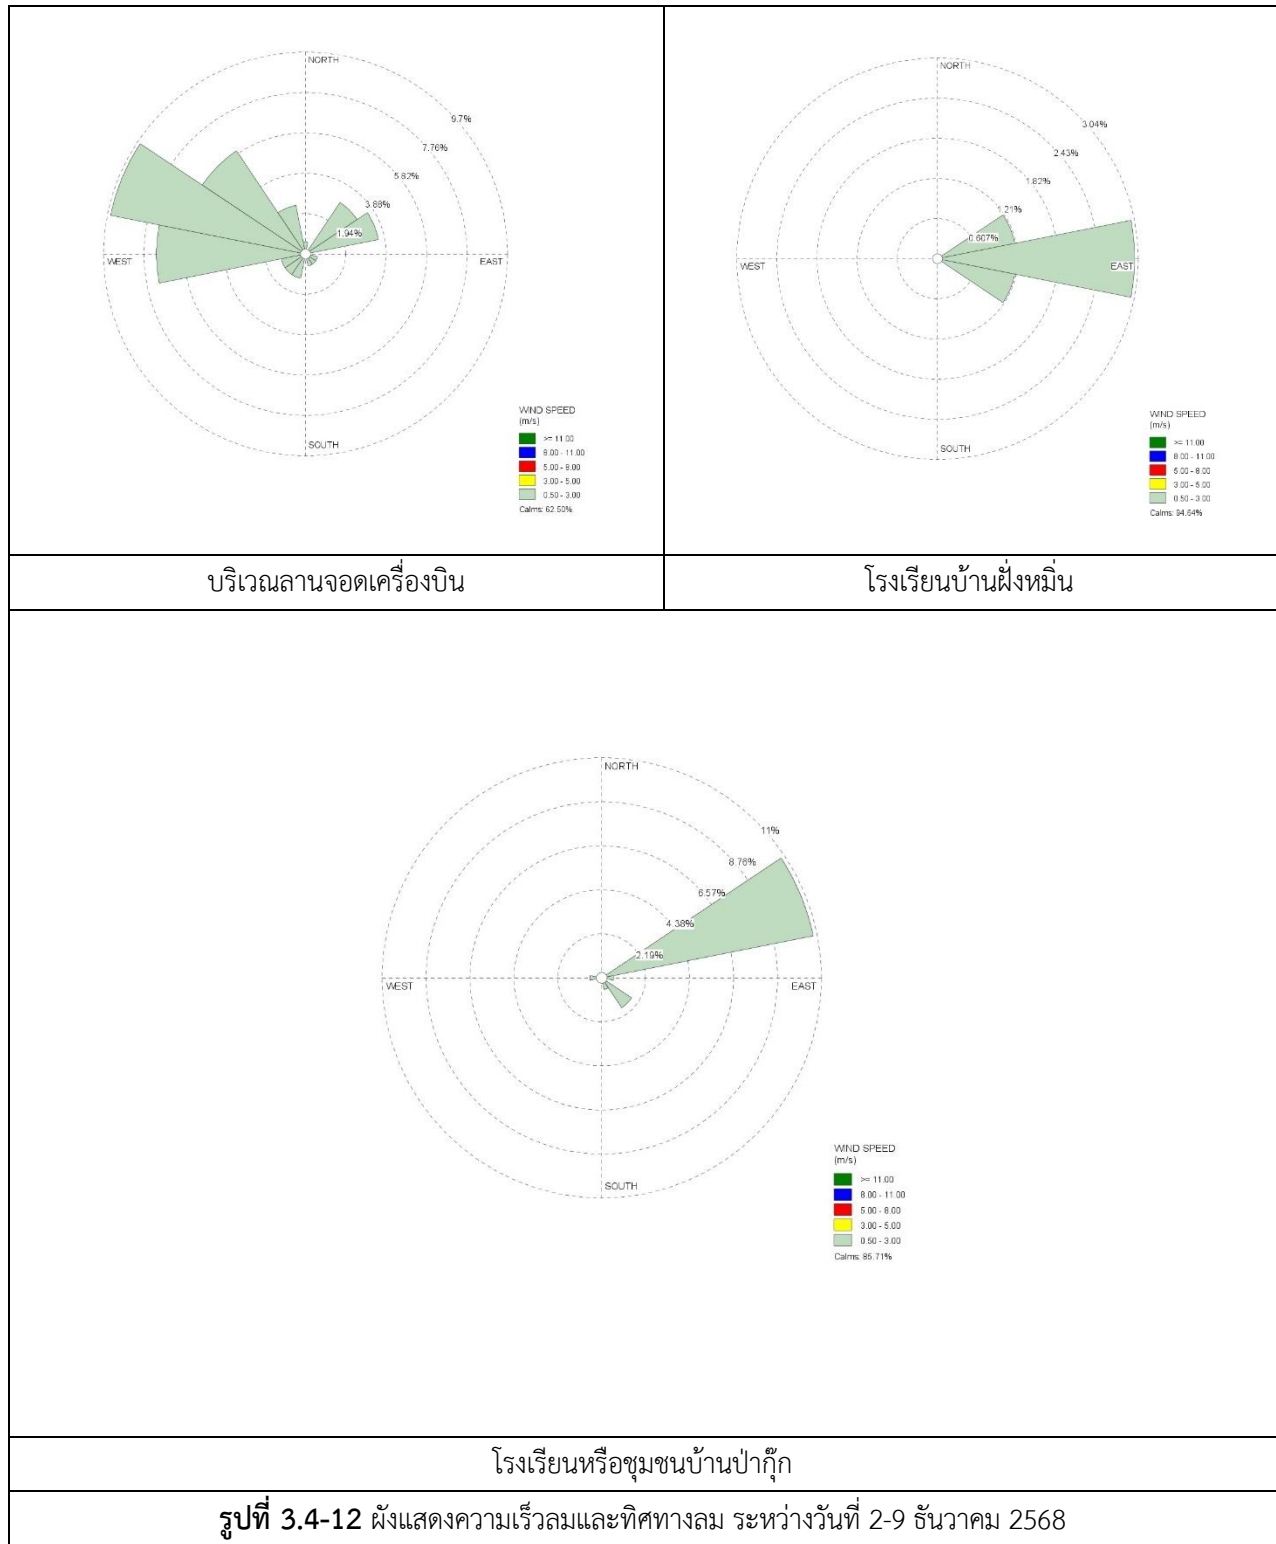 NORTH
9.7%
7.76%
5.82%
3.88%
1.94%
WEST
EAST
SOUTH
WIND SPEED
(m/s)
>= 11.00
8.00 - 11.00
5.00 - 8.00
3.00 - 5.00
0.50 - 3.00
Calms: 62.50%
NORTH
3.04%
2.43%
1.82%
1.21%
0.607%
WEST
EAST
SOUTH
WIND SPEED
(m/s)
>= 11.00
8.00 - 11.00
5.00 - 8.00
3.00 - 5.00
0.50 - 3.00
Calms: 94.64%
บริเวณลานจอดเครื่องบิน
โรงเรียนบ้านฝั่งหมิ่น
NORTH
11%
8.76%
6.57%
4.38%
2.19%
WEST
EAST
SOUTH
WIND SPEED
(m/s)
>= 11.00
8.00 - 11.00
5.00 - 8.00
3.00 - 5.00
0.50 - 3.00
Calms: 85.71%
โรงเรียนหรือชุมชนบ้านป่ากุ๊ก
รูปที่ 3.4-12 ผังแสดงความเร็วลมและทิศทางลม ระหว่างวันที่ 2-9 ธันวาคม 2568